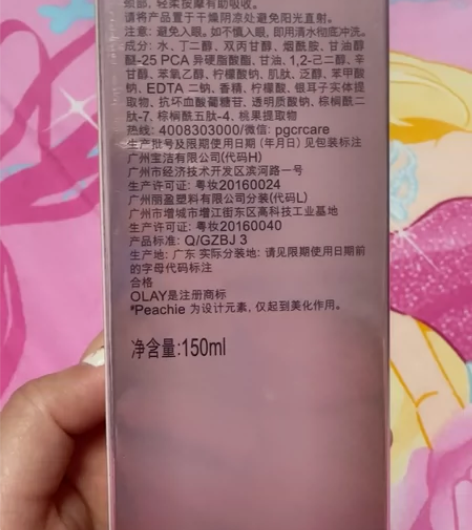 颈部，轻柔按摩有助吸收。
请将产品置于干燥阴凉处避免阳光直射。
注意: 避免入眼。如不慎入眼，即用清水彻底冲洗。
成分: 水、丁二醇、双丙甘醇、烟酰胺、甘油醇
醚-25 PCA 异硬脂酸酯、甘油、1,2-己二醇、辛
甘醇、苯氧乙醇、柠檬酸钠、肌肽、泛醇、苯甲酸
钠、EDTA 二钠、香精、柠檬酸、银耳子实体提
取物、抗坏血酸葡糖苷、透明质酸钠、棕榈酰二
肽-7、棕榈酰五肽-4、桃果提取物
热线: 4008303000/微信: pgcrcare
生产批号及限期使用日期 (年月日) 见包装标注
广州宝洁有限公司(代码H)
广州市经济技术开发区滨河路一号
生产许可证: 粤妆20160024
广州丽盈塑料有限公司分装(代码L)
广州市增城市增江街东区高科技工业基地
生产许可证: 粤妆20160040
产品标准: Q/GZBJ 3
生产地: 广东 实际分装地: 请见限期使用日期前
的字母代码标注
合格
OLAY是注册商标
*Peachie 为设计元素，仅起到美化作用。
净含量:150ml